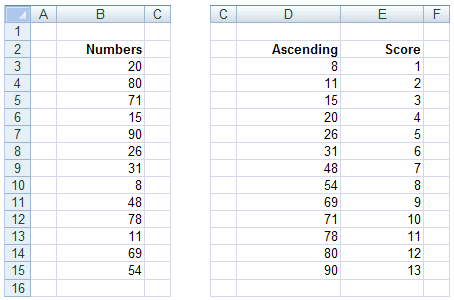 A B C C D E F
1
2 Numbers Ascending Score
3 20 8 1
4 80 11 2
5 71 15 3
6 15 20 4
7 90 26 5
8 26 31 6
9 31 48 7
10 8 54 8
11 48 69 9
12 78 71 10
13 11 78 11
14 69 80 12
15 54 90 13
16